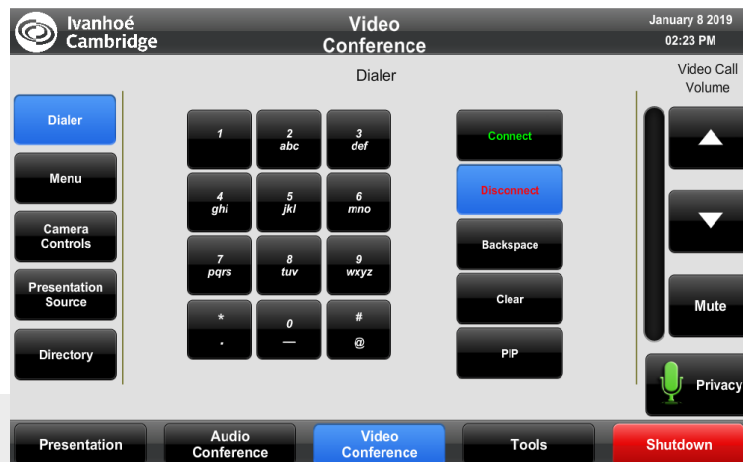 Ivanhoé
Cambridge
Video
Conference
January 8 2019
02:23 PM
Dialer
Video Call
Volume
Dialer
Menu
Camera
Controls
Presentation
Source
Directory
1
2
abc
3
def
4
ghi
5
jkl
6
mno
7
pqrs
8
tuv
9
wxyz
*
.
0
—
#
@
Connect
Disconnect
Backspace
Clear
PIP
Mute
Privacy
Presentation
Audio
Conference
Video
Conference
Tools
Shutdown